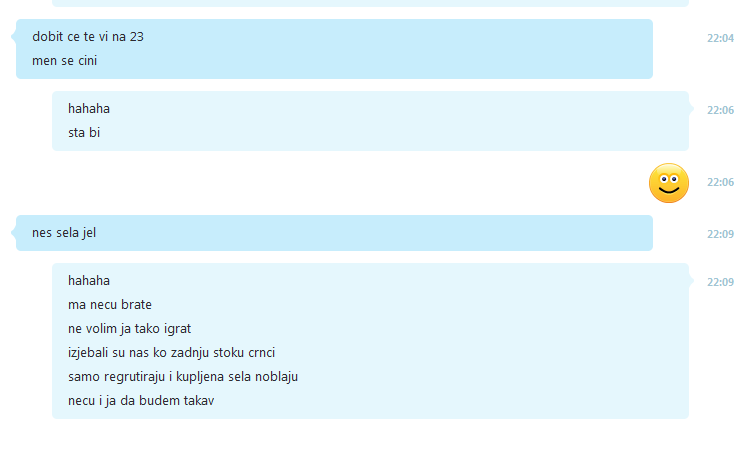 dobit ce te vi na 23
22:04
men se cini
hahaha
22:06
sta bi
22:06
nes sela jel
22:09
hahaha
22:09
ma necu brate
ne volim ja tako igrat
izjebali su nas ko zadnju stoku crnci
samo regrutiraju i kupljena sela noblaju
necu i ja da budem takav